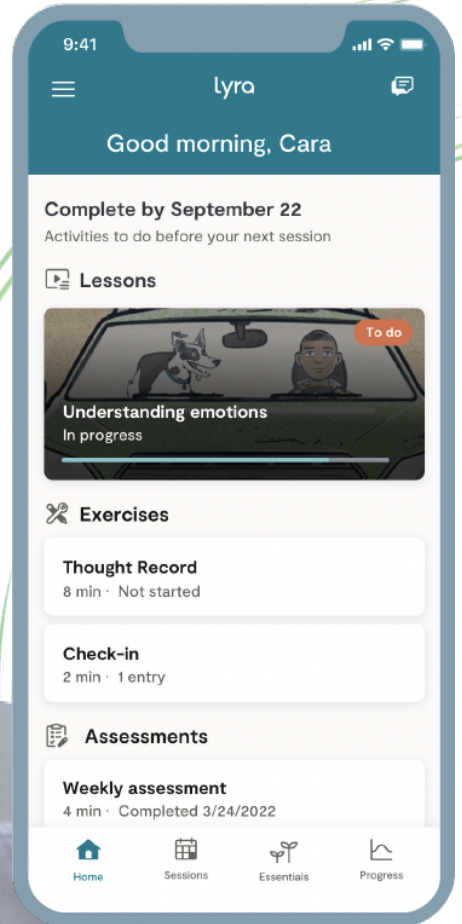 9:41
lyra
Good morning, Cara
Complete by September 22
Activities to do before your next session
Lessons
To do
Understanding emotions
In progress
Exercises
Thought Record
8 min · Not started
Check-in
2 min · 1 entry
Assessments
Weekly assessment
4 min · Completed 3/24/2022
Home
Sessions
Essentials
Progress